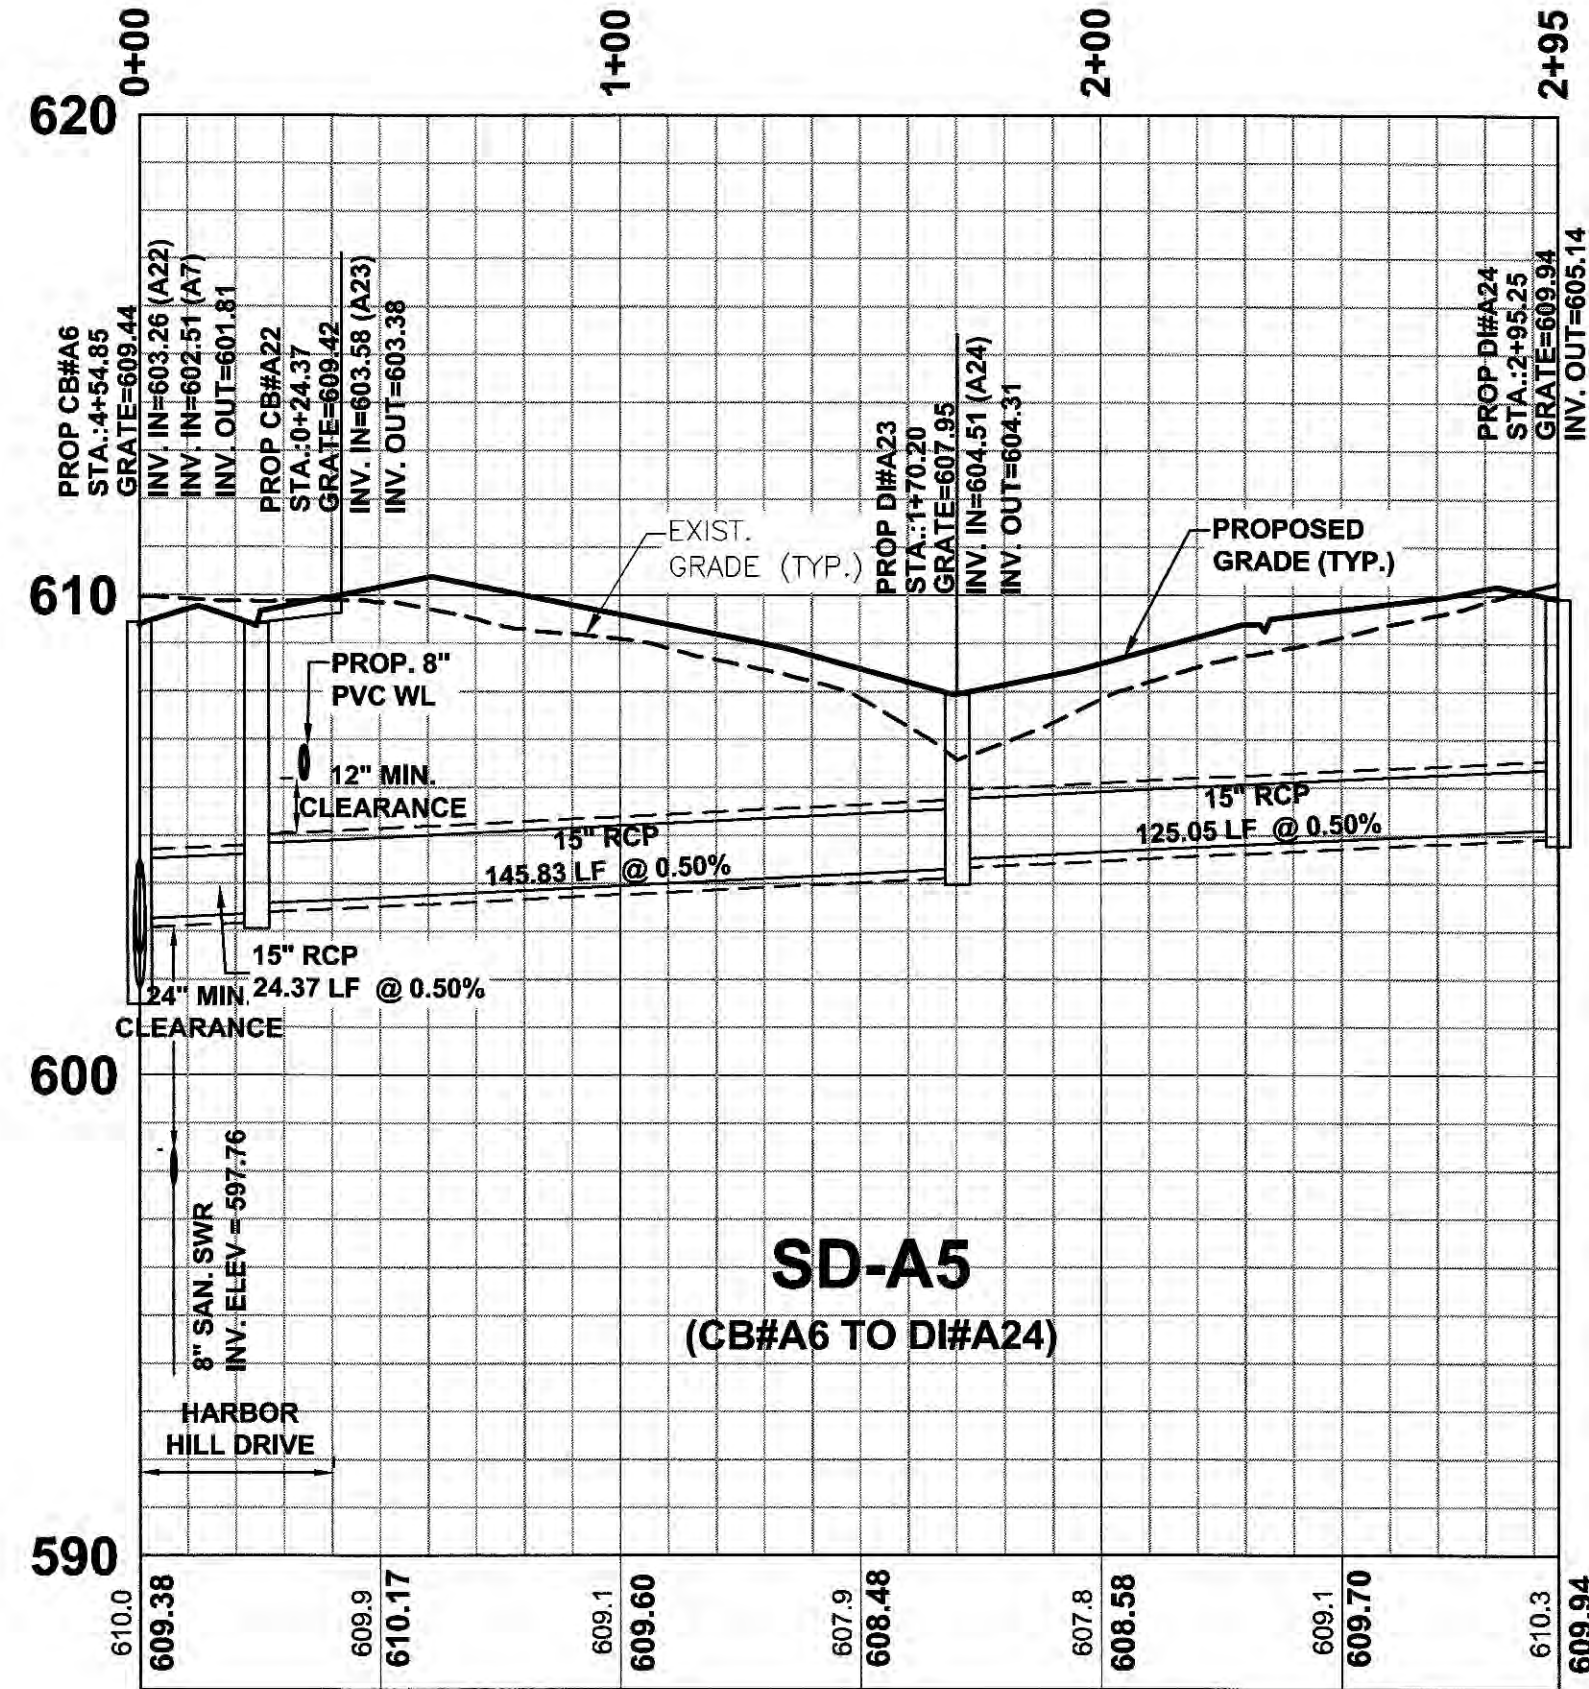 0+00
1+00
2+00
2+95
620
610
600
590
PROP CB#A6
STA.:4+54.85
GRATE=609.44
INV. IN=603.26 (A22)
INV. IN=602.51 (A7)
INV. OUT=601.81
PROP CB#A22
STA.:0+24.37
GRATE=609.42
INV. IN=603.58 (A23)
INV. OUT=603.38
PROP DI#A23
STA.:1+70.20
GRATE=607.95
INV. IN=604.51 (A24)
INV. OUT=604.31
PROP DI#A24
STA.:2+95.25
GRATE=609.94
INV. OUT=605.14
EXIST.
GRADE (TYP.)
PROPOSED
GRADE (TYP.)
PROP. 8"
PVC WL
12" MIN.
CLEARANCE
15" RCP
145.83 LF @ 0.50%
15" RCP
125.05 LF @ 0.50%
15" RCP
24.37 LF @ 0.50%
24" MIN.
CLEARANCE
8" SAN. SWR
INV. ELEV = 597.76
SD-A5
(CB#A6 TO DI#A24)
HARBOR
HILL DRIVE
610.0
609.38
609.9
610.17
609.1
609.60
607.9
608.48
607.8
608.58
609.1
609.70
610.3
609.94